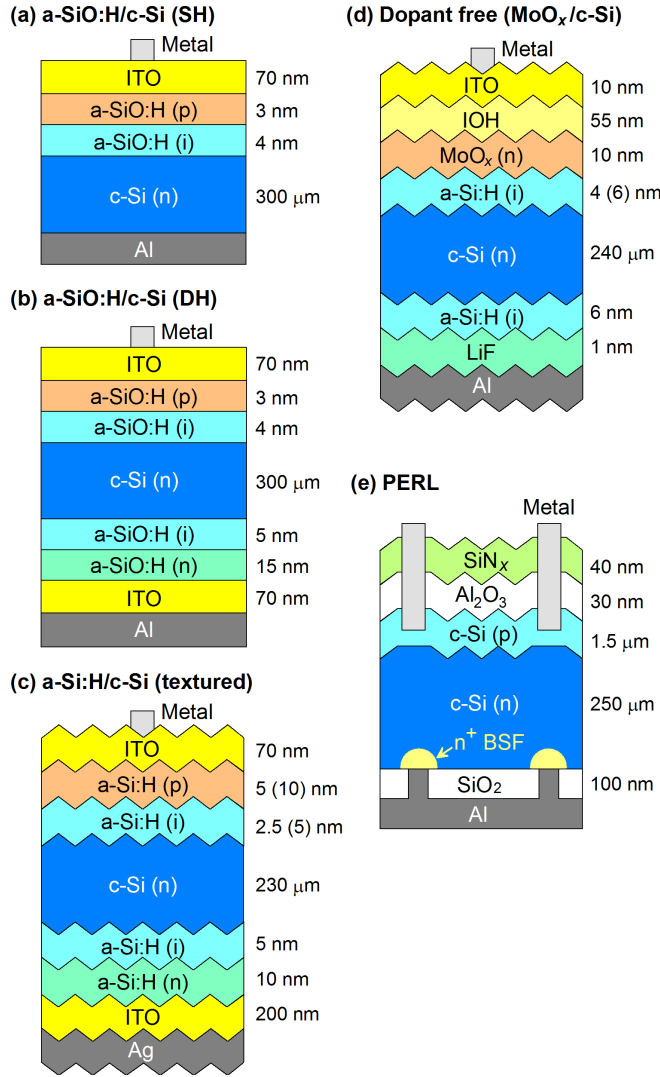 (a) a-SiO:H/c-Si (SH)
Metal
ITO 70 nm
a-SiO:H (p) 3 nm
a-SiO:H (i) 4 nm
c-Si (n) 300 μm
Al
(b) a-SiO:H/c-Si (DH)
Metal
ITO 70 nm
a-SiO:H (p) 3 nm
a-SiO:H (i) 4 nm
c-Si (n) 300 μm
a-SiO:H (i) 5 nm
a-SiO:H (n) 15 nm
ITO 70 nm
Al
(c) a-Si:H/c-Si (textured)
Metal
ITO 70 nm
a-Si:H (p) 5 (10) nm
a-Si:H (i) 2.5 (5) nm
c-Si (n) 230 μm
a-Si:H (i) 5 nm
a-Si:H (n) 10 nm
ITO 200 nm
Ag
(d) Dopant free (MoOx/c-Si)
Metal
ITO 10 nm
IOH 55 nm
MoOx (n) 10 nm
a-Si:H (i) 4 (6) nm
c-Si (n) 240 μm
a-Si:H (i) 6 nm
LiF 1 nm
Al
(e) PERL
Metal
SiNx 40 nm
Al2O3 30 nm
c-Si (p) 1.5 μm
c-Si (n) 250 μm
n+ BSF
SiO2 100 nm
Al